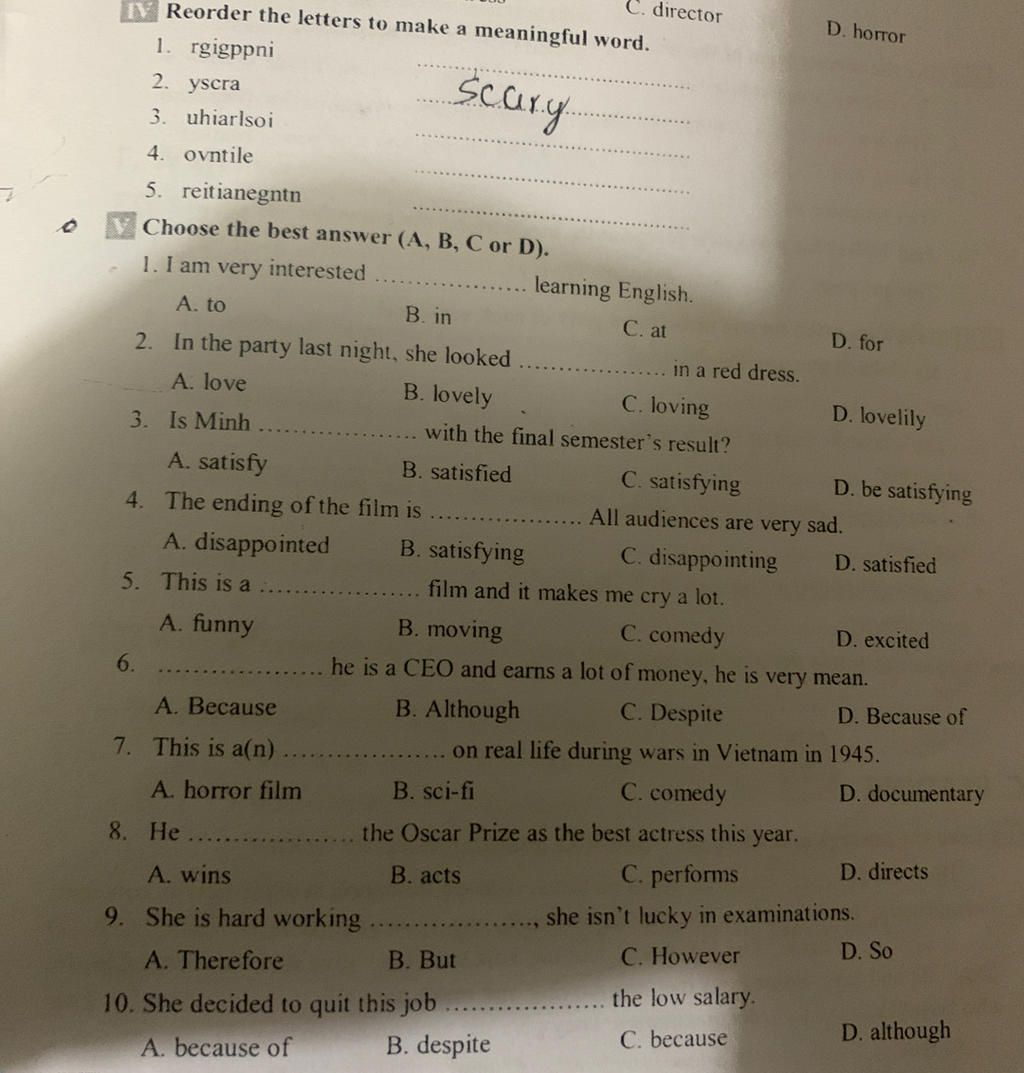 C. director
D. horror
IV Reorder the letters to make a meaningful word.
1. rgigppni ..............................
2. yscra scary
3. uhiarlsoi ..............................
4. ovntile ..............................
5. reitianegntn ..............................
V Choose the best answer (A, B, C or D).
1. I am very interested .................. learning English.
A. to B. in C. at D. for
2. In the party last night, she looked .................. in a red dress.
A. love B. lovely C. loving D. lovelily
3. Is Minh .................. with the final semester's result?
A. satisfy B. satisfied C. satisfying D. be satisfying
4. The ending of the film is .................. All audiences are very sad.
A. disappointed B. satisfying C. disappointing D. satisfied
5. This is a .................. film and it makes me cry a lot.
A. funny B. moving C. comedy D. excited
6. .................. he is a CEO and earns a lot of money, he is very mean.
A. Because B. Although C. Despite D. Because of
7. This is a(n) .................. on real life during wars in Vietnam in 1945.
A. horror film B. sci-fi C. comedy D. documentary
8. He .................. the Oscar Prize as the best actress this year.
A. wins B. acts C. performs D. directs
9. She is hard working .................., she isn't lucky in examinations.
A. Therefore B. But C. However D. So
10. She decided to quit this job .................. the low salary.
A. because of B. despite C. because D. although